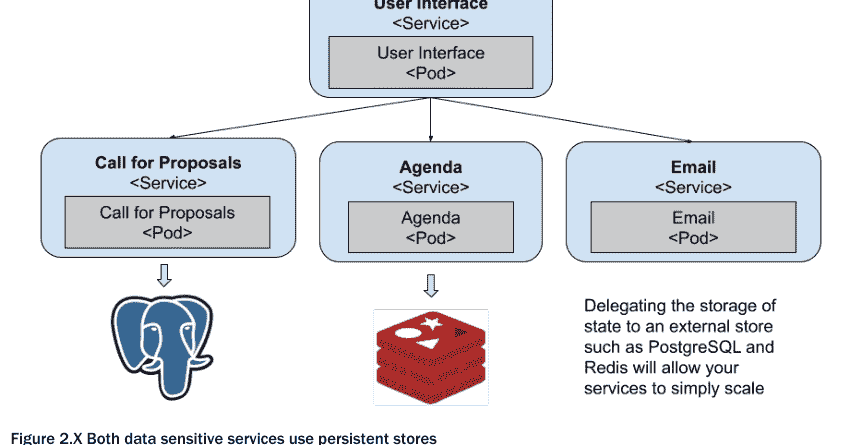 User Interface
<Service>
User Interface
<Pod>
Call for Proposals
<Service>
Call for Proposals
<Pod>
Agenda
<Service>
Agenda
<Pod>
Email
<Service>
Email
<Pod>
Delegating the storage of
state to an external store
such as PostgreSQL and
Redis will allow your
services to simply scale
Figure 2.X Both data sensitive services use persistent stores